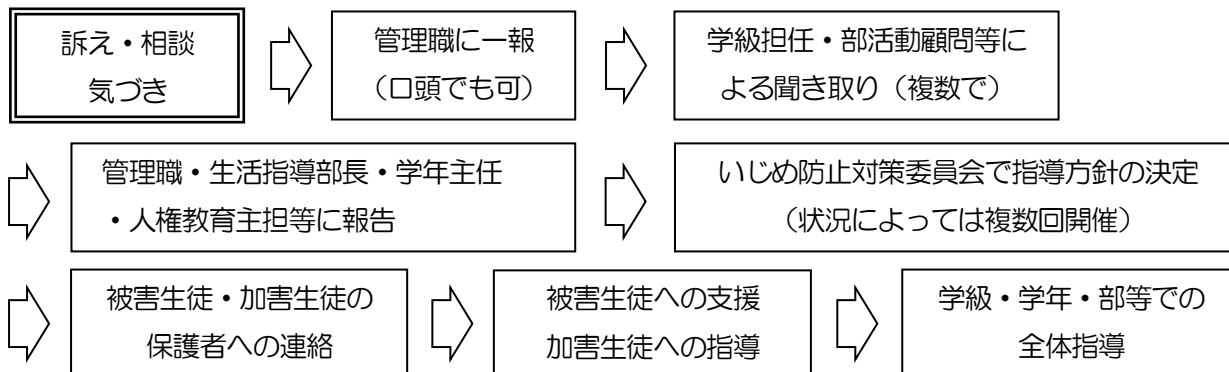 訴え・相談
気づき
管理職に一報
（口頭でも可）
学級担任・部活動顧問等に
よる聞き取り（複数で）
管理職・生活指導部長・学年主任
・人権教育主担等に報告
いじめ防止対策委員会で指導方針の決定
（状況によっては複数回開催）
被害生徒・加害生徒の
保護者への連絡
被害生徒への支援
加害生徒への指導
学級・学年・部等での
全体指導